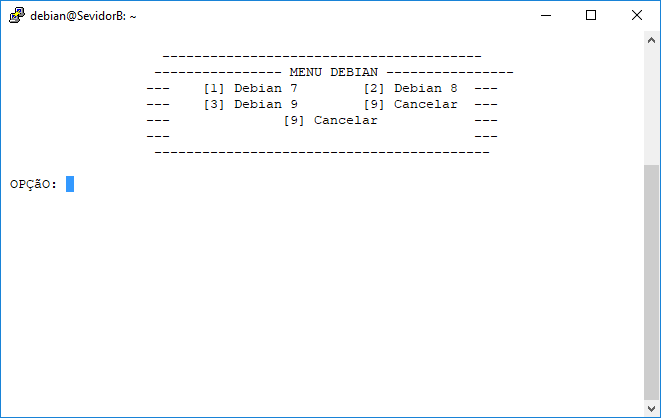 debian@SevidorB: ~
----------------------------------------
---------------- MENU DEBIAN ----------------
--- [1] Debian 7 [2] Debian 8 ---
--- [3] Debian 9 [9] Cancelar ---
--- [9] Cancelar ---
--- ---
------------------------------------------
OPÇãO: